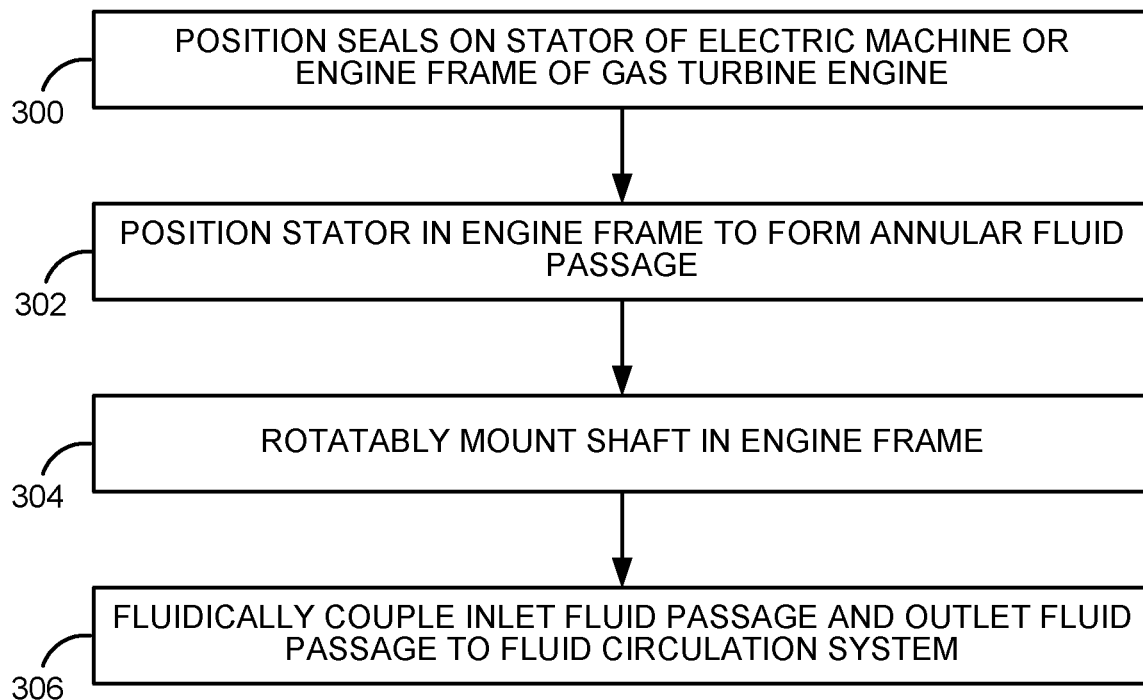 POSITION SEALS ON STATOR OF ELECTRIC MACHINE OR
ENGINE FRAME OF GAS TURBINE ENGINE
300
POSITION STATOR IN ENGINE FRAME TO FORM ANNULAR FLUID
PASSAGE
302
ROTATABLY MOUNT SHAFT IN ENGINE FRAME
304
FLUIDICALLY COUPLE INLET FLUID PASSAGE AND OUTLET FLUID
PASSAGE TO FLUID CIRCULATION SYSTEM
306